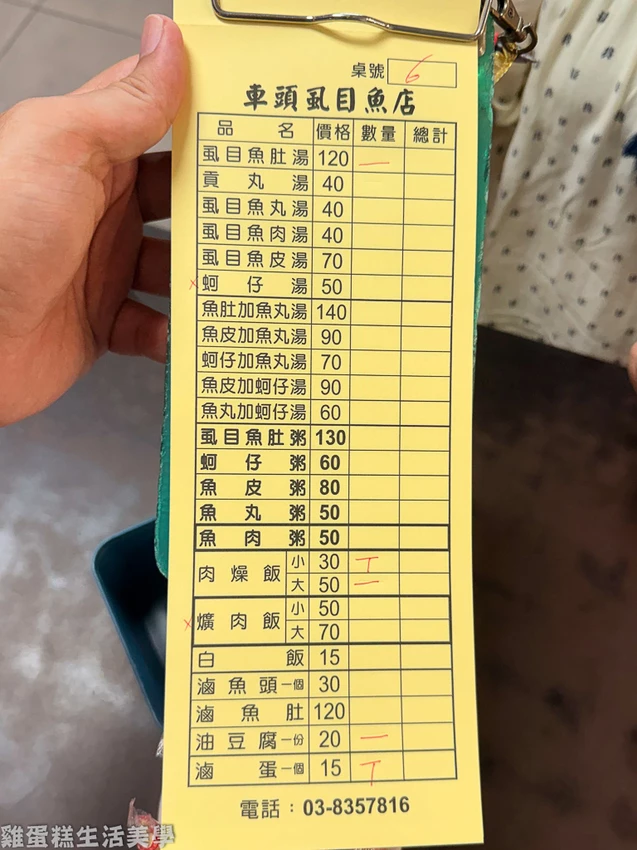 桌號 6
車頭虱目魚店
品名 價格 數量 總計
虱目魚肚湯 120 一
貢丸湯 40
虱目魚丸湯 40
虱目魚肉湯 40
虱目魚皮湯 70
x 蚵仔湯 50
魚肚加魚丸湯 140
魚皮加魚丸湯 90
蚵仔加魚丸湯 70
魚皮加蚵仔湯 90
魚丸加蚵仔湯 60
虱目魚肚粥 130
蚵仔粥 60
魚皮粥 80
魚丸粥 50
魚肉粥 50
肉燥飯 小 30 T
大 50 一
x 爌肉飯 小 50
大 70
白飯 15
滷魚頭一個 30
滷魚肚 120
油豆腐一份 20 一
滷蛋一個 15 T
電話：03-8357816
雞蛋糕生活美學